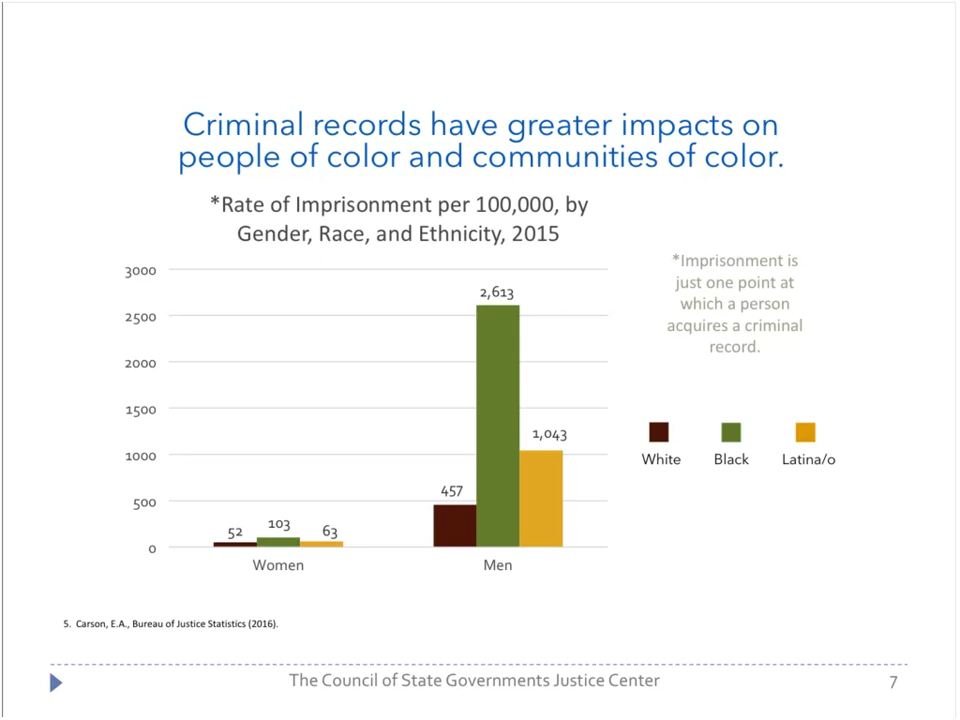 Criminal records have greater impacts on
people of color and communities of color.
*Rate of Imprisonment per 100,000, by
Gender, Race, and Ethnicity, 2015
*Imprisonment is
just one point at
which a person
acquires a criminal
record.
3000
2500
2000
1500
1000
500
0
52
103
63
457
2,613
1,043
Women
Men
White
Black
Latina/o
5. Carson, E.A., Bureau of Justice Statistics (2016).
The Council of State Governments Justice Center
7